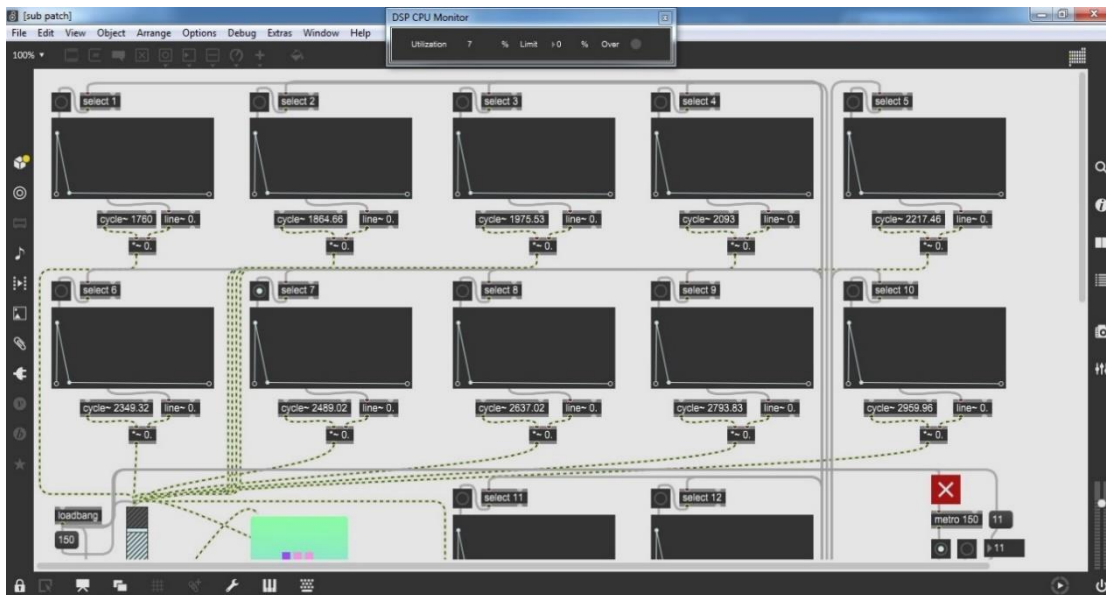 [sub patch]
DSP CPU Monitor
File Edit View Object Arrange Options Debug Extras Window Help
Utilization 7 % Limit 0 % Over
100%
select 1 select 2 select 3 select 4 select 5
cycle~ 1760 line~ 0. cycle~ 1864.66 line~ 0. cycle~ 1975.53 line~ 0. cycle~ 2093 line~ 0. cycle~ 2217.46 line~ 0.
*~ 0. *~ 0. *~ 0. *~ 0. *~ 0.
select 6 select 7 select 8 select 9 select 10
cycle~ 2349.32 line~ 0. cycle~ 2489.02 line~ 0. cycle~ 2637.02 line~ 0. cycle~ 2793.83 line~ 0. cycle~ 2959.96 line~ 0.
*~ 0. *~ 0. *~ 0. *~ 0. *~ 0.
select 11 select 12
loadbang
metro 150 11
150
11